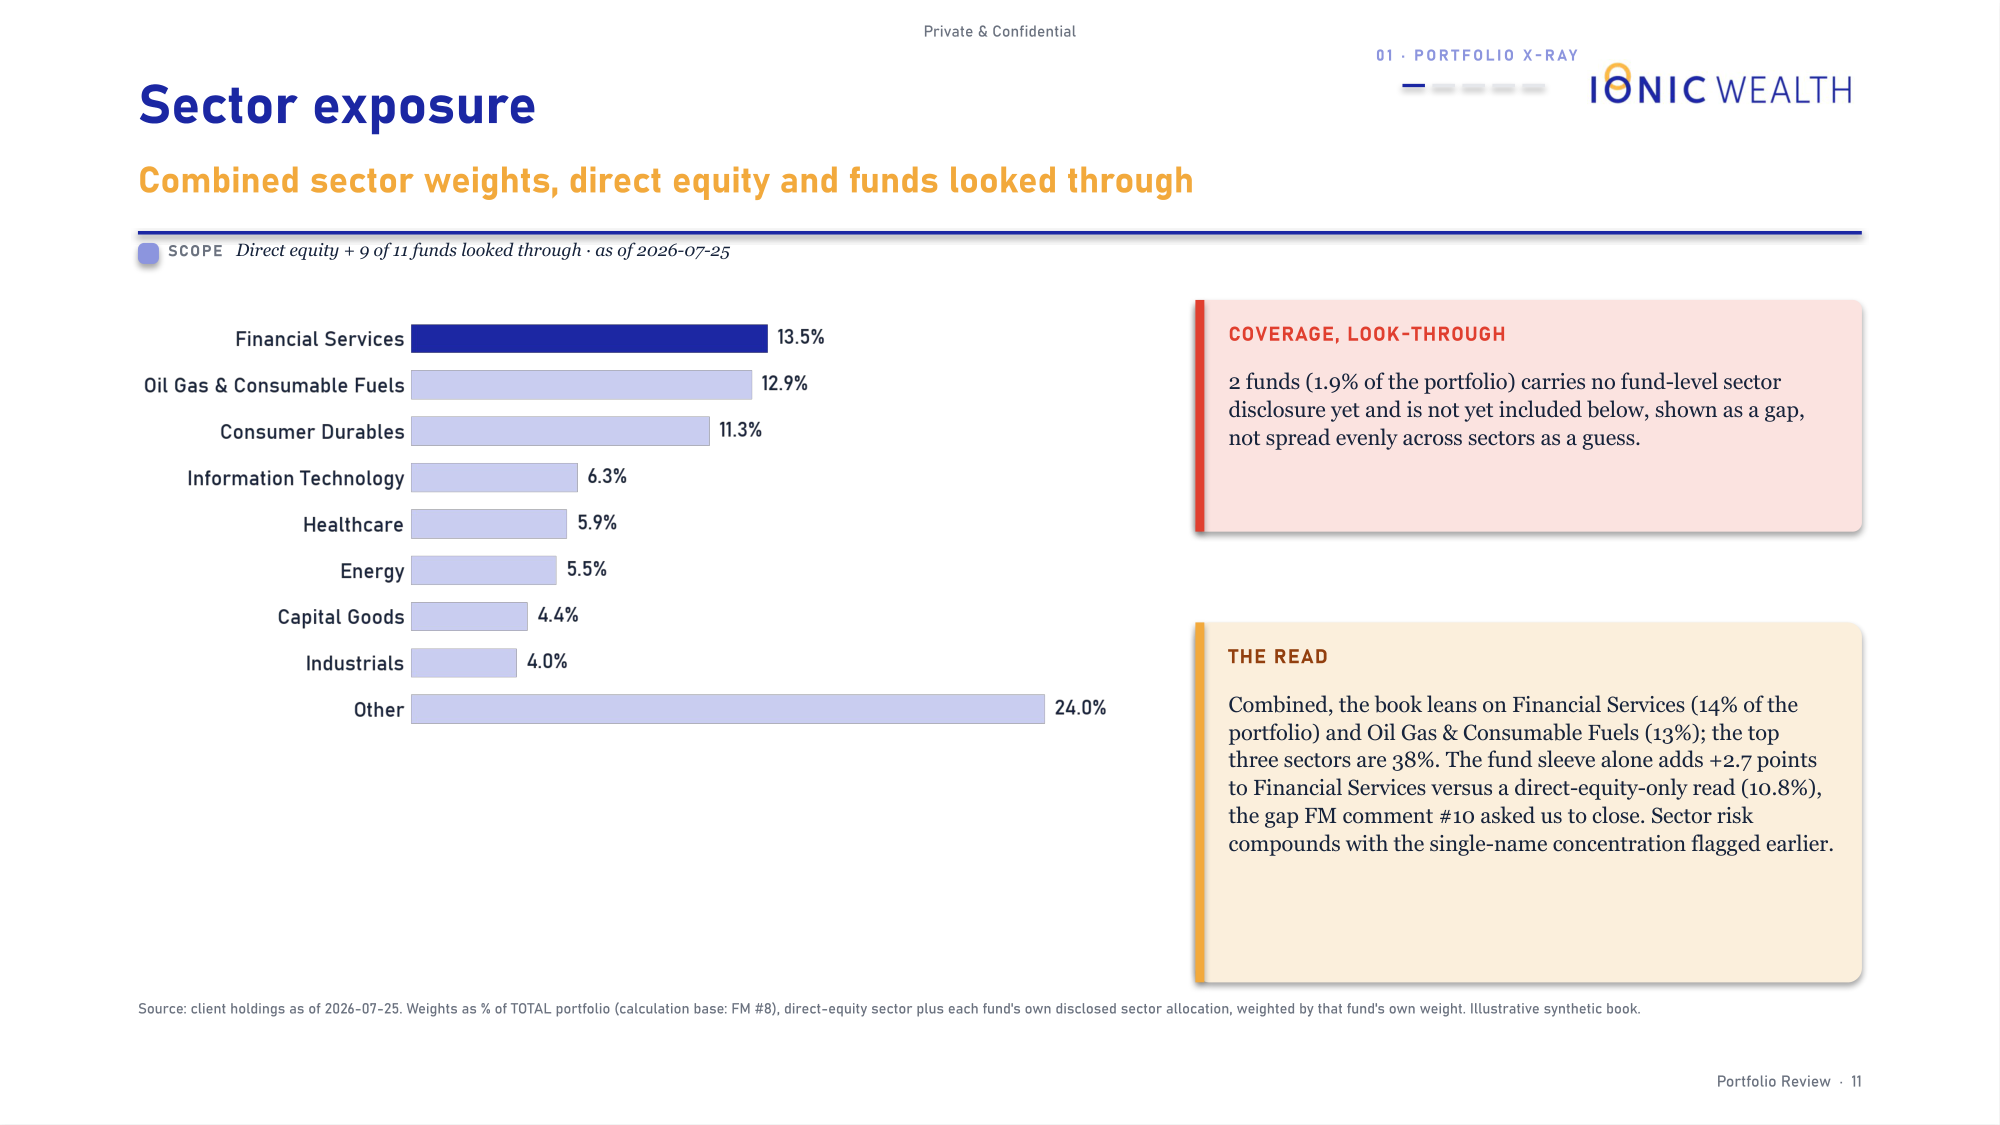 Private & Confidential
01 · PORTFOLIO X-RAY
IONIC WEALTH
Sector exposure
Combined sector weights, direct equity and funds looked through
SCOPE Direct equity + 9 of 11 funds looked through · as of 2026-07-25
Financial Services 13.5%
Oil Gas & Consumable Fuels 12.9%
Consumer Durables 11.3%
Information Technology 6.3%
Healthcare 5.9%
Energy 5.5%
Capital Goods 4.4%
Industrials 4.0%
Other 24.0%
COVERAGE, LOOK-THROUGH
2 funds (1.9% of the portfolio) carries no fund-level sector
disclosure yet and is not yet included below, shown as a gap,
not spread evenly across sectors as a guess.
THE READ
Combined, the book leans on Financial Services (14% of the
portfolio) and Oil Gas & Consumable Fuels (13%); the top
three sectors are 38%. The fund sleeve alone adds +2.7 points
to Financial Services versus a direct-equity-only read (10.8%),
the gap FM comment #10 asked us to close. Sector risk
compounds with the single-name concentration flagged earlier.
Source: client holdings as of 2026-07-25. Weights as % of TOTAL portfolio (calculation base: FM #8), direct-equity sector plus each fund's own disclosed sector allocation, weighted by that fund's own weight. Illustrative synthetic book.
Portfolio Review · 11